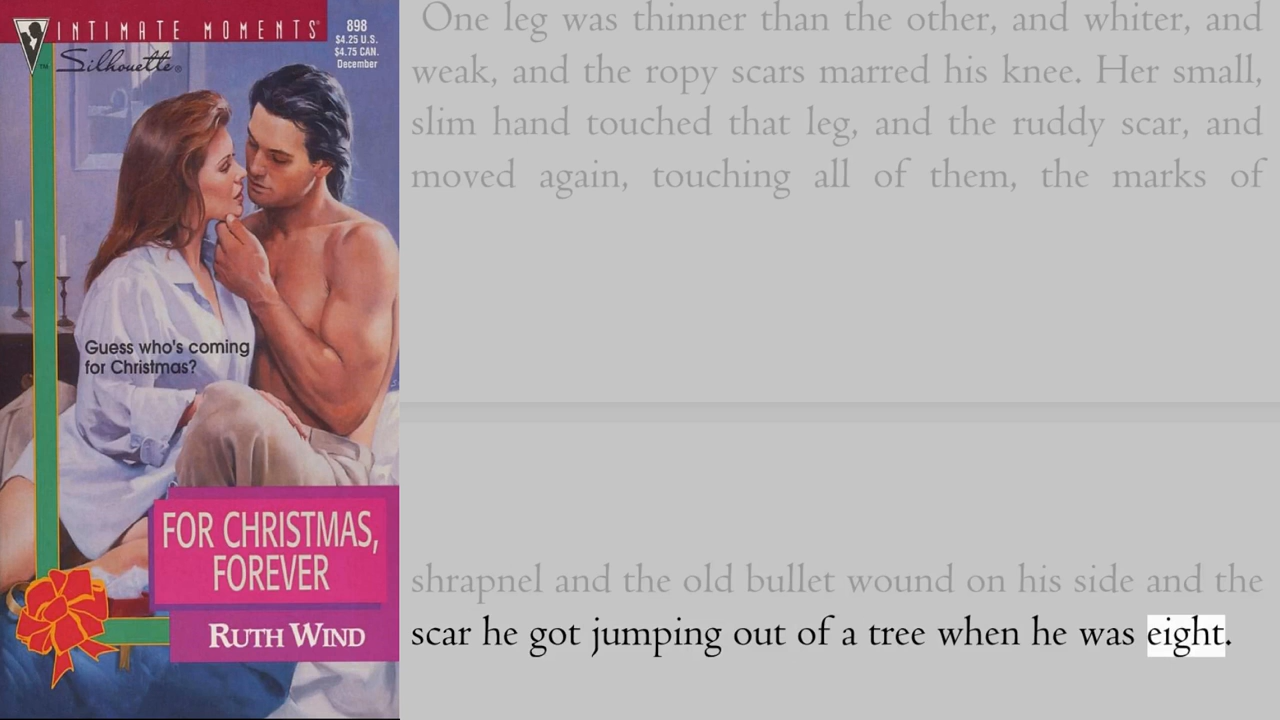 INTIMATE MOMENTS®
898
$4.25 U.S.
$4.75 CAN.
December
TM
Silhouette®
Guess who's coming
for Christmas?
FOR CHRISTMAS,
FOREVER
RUTH WIND
One leg was thinner than the other, and whiter, and
weak, and the ropy scars marred his knee. Her small,
slim hand touched that leg, and the ruddy scar, and
moved again, touching all of them, the marks of
shrapnel and the old bullet wound on his side and the
scar he got jumping out of a tree when he was eight.